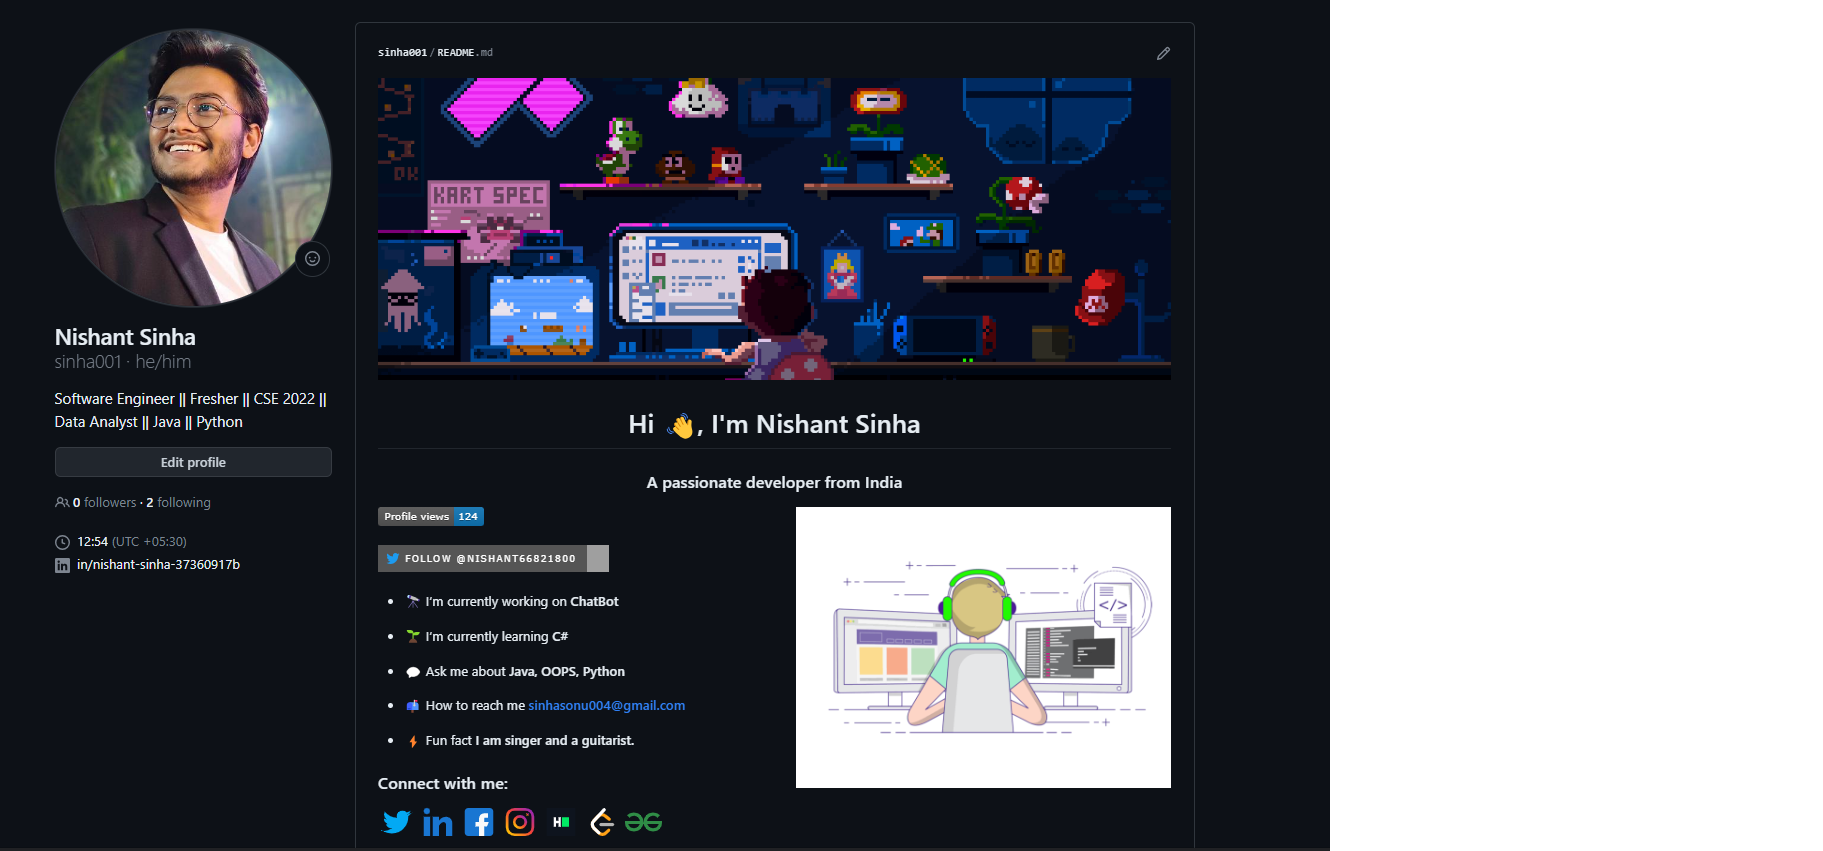 Nishant Sinha
sinha001 · he/him
Software Engineer || Fresher || CSE 2022 ||
Data Analyst || Java || Python
Edit profile
0 followers · 2 following
12:54 (UTC +05:30)
in/nishant-sinha-37360917b
sinha001 / README.md
DK
KART SPEC
Hi 👋, I'm Nishant Sinha
A passionate developer from India
Profile views 124
FOLLOW @NISHANT66821800
🔭 I'm currently working on ChatBot
🌱 I'm currently learning C#
💬 Ask me about Java, OOPS, Python
📫 How to reach me sinhasonu004@gmail.com
⚡ Fun fact I am singer and a guitarist.
</>
Connect with me: